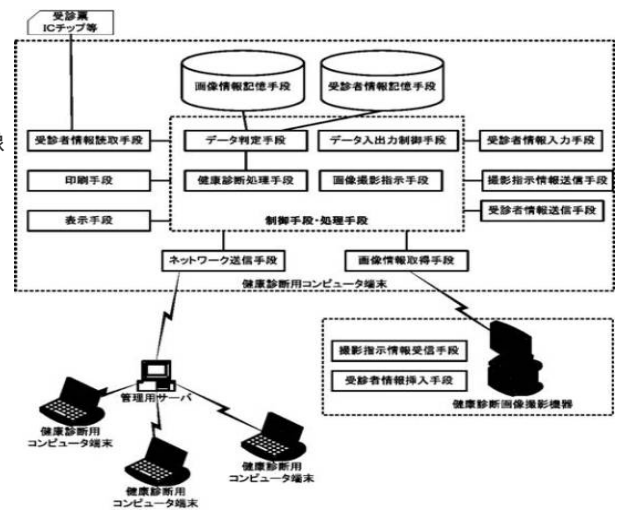 受診票
ICチップ等
画像情報記憶手段
受診者情報記憶手段
受診者情報読取手段
データ判定手段
データ入出力制御手段
受診者情報入力手段
印刷手段
健康診断処理手段
画像撮影指示手段
撮影指示情報送信手段
表示手段
制御手段・処理手段
受診者情報送信手段
ネットワーク送信手段
画像情報取得手段
健康診断用コンピュータ端末
撮影指示情報受信手段
受診者情報挿入手段
健康診断画像撮影機器
管理用サーバ
健康診断用
コンピュータ端末
健康診断用
コンピュータ端末
健康診断用
コンピュータ端末